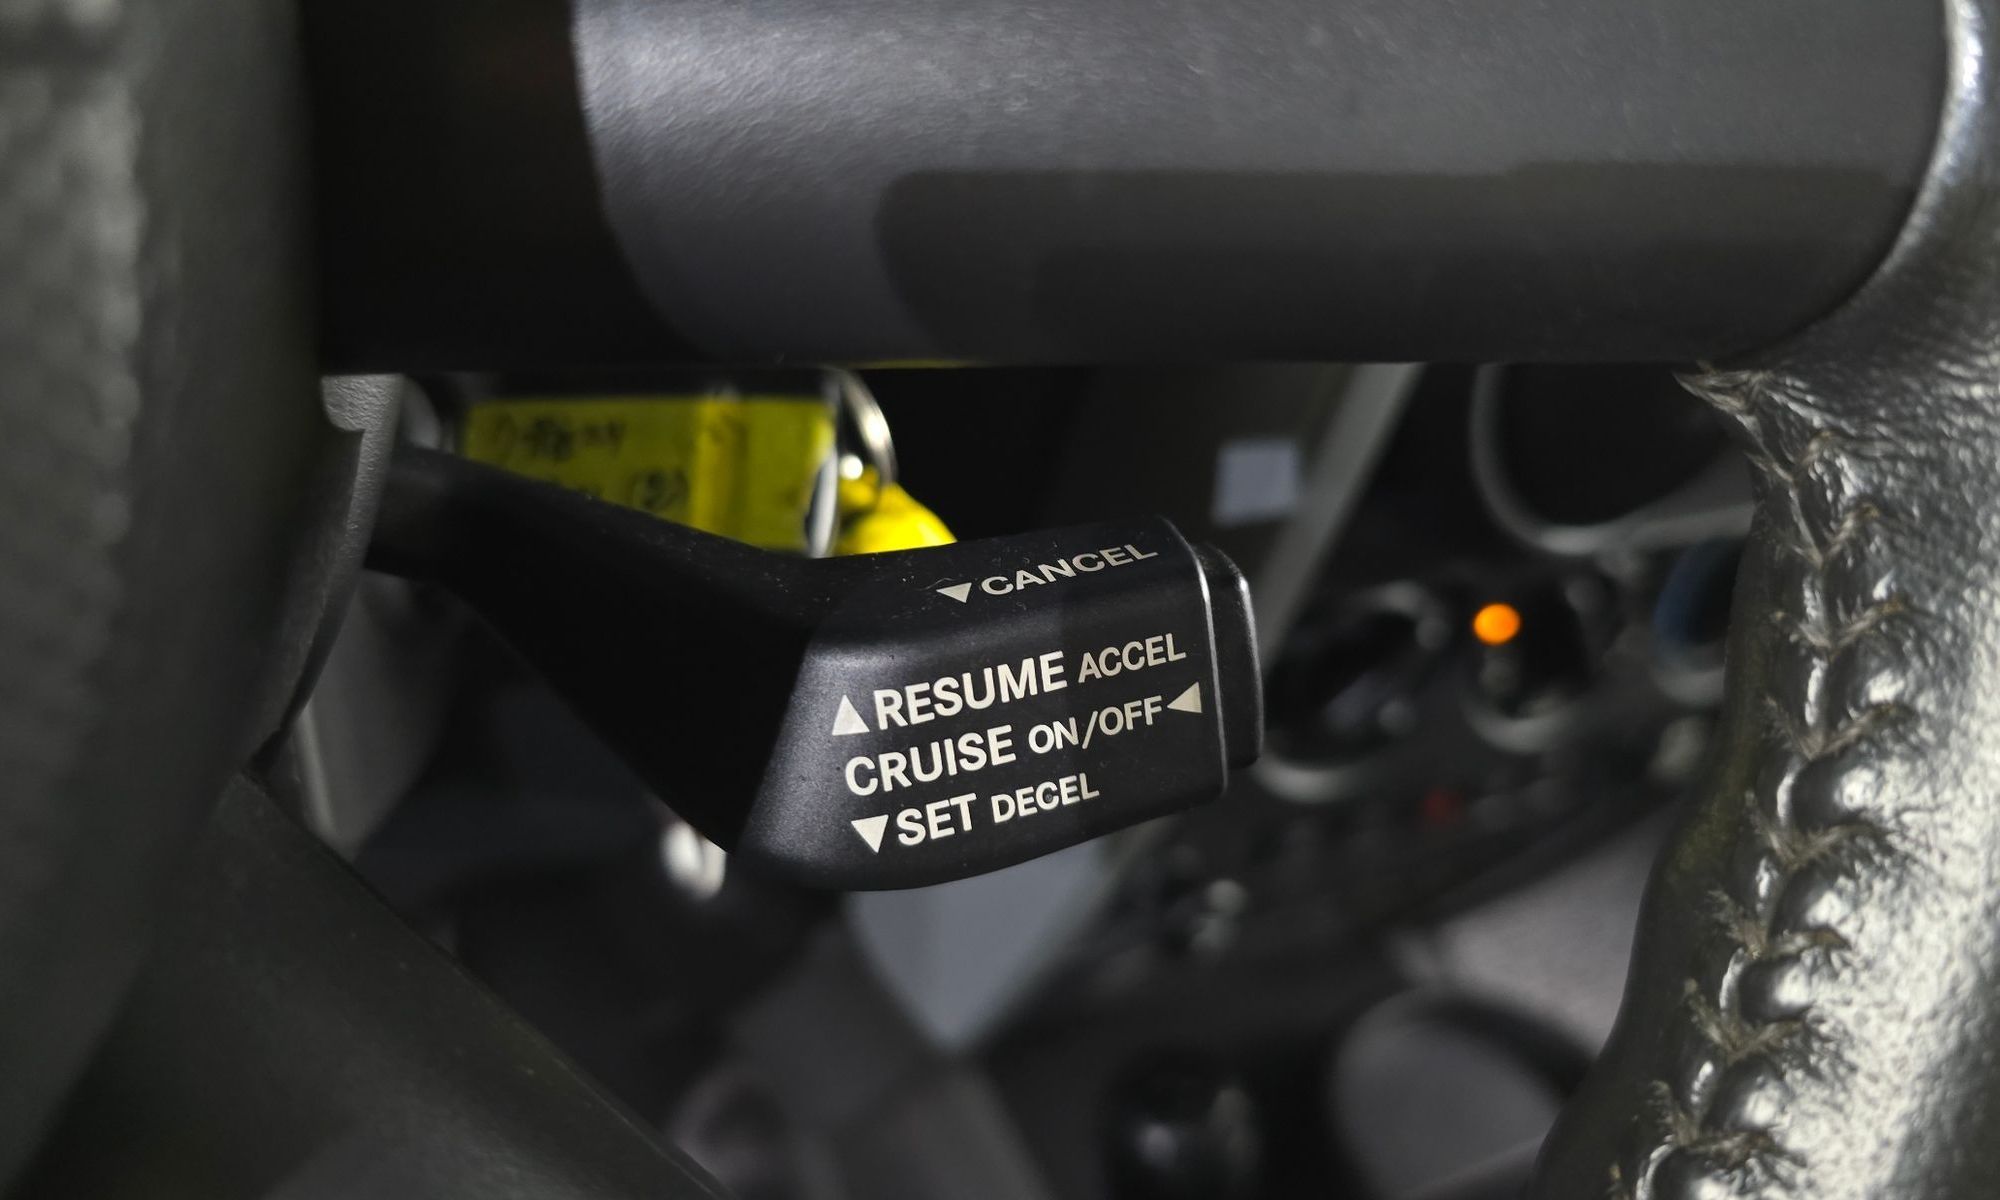 ▼CANCEL
▲RESUME ACCEL
CRUISE ON/OFF◀
▼SET DECEL